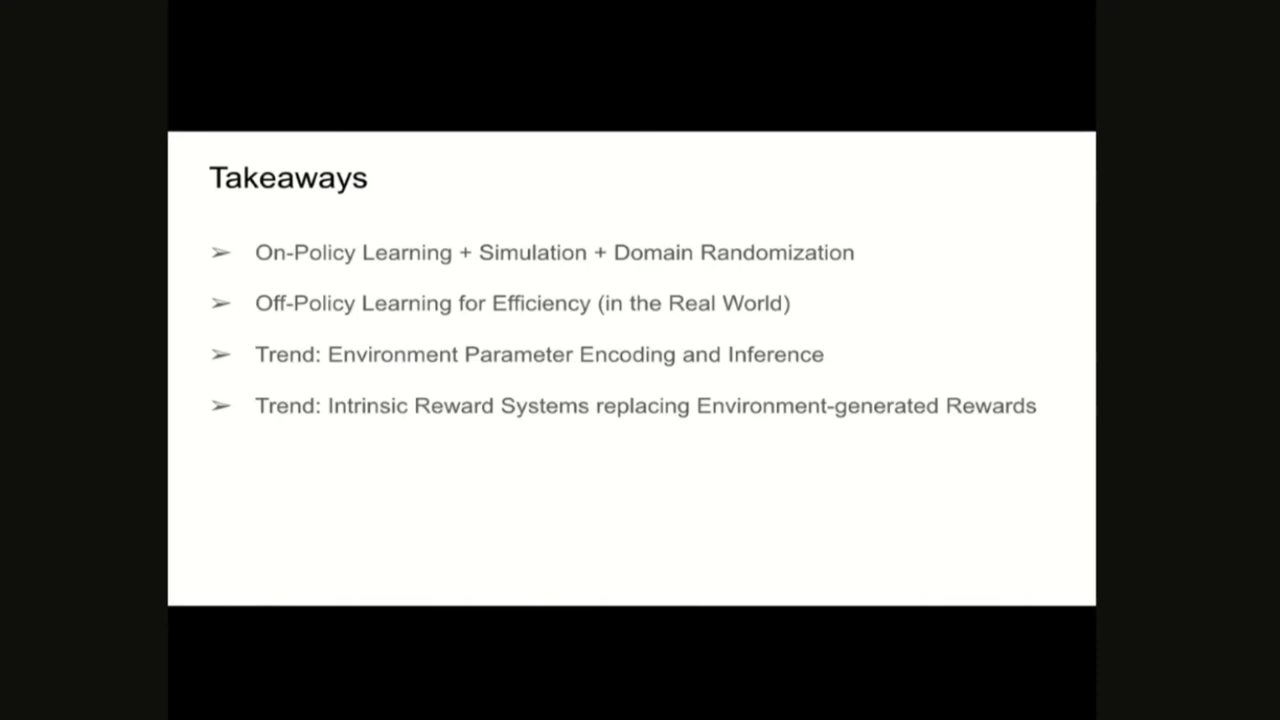 Takeaways
➢ On-Policy Learning + Simulation + Domain Randomization
➢ Off-Policy Learning for Efficiency (in the Real World)
➢ Trend: Environment Parameter Encoding and Inference
➢ Trend: Intrinsic Reward Systems replacing Environment-generated Rewards